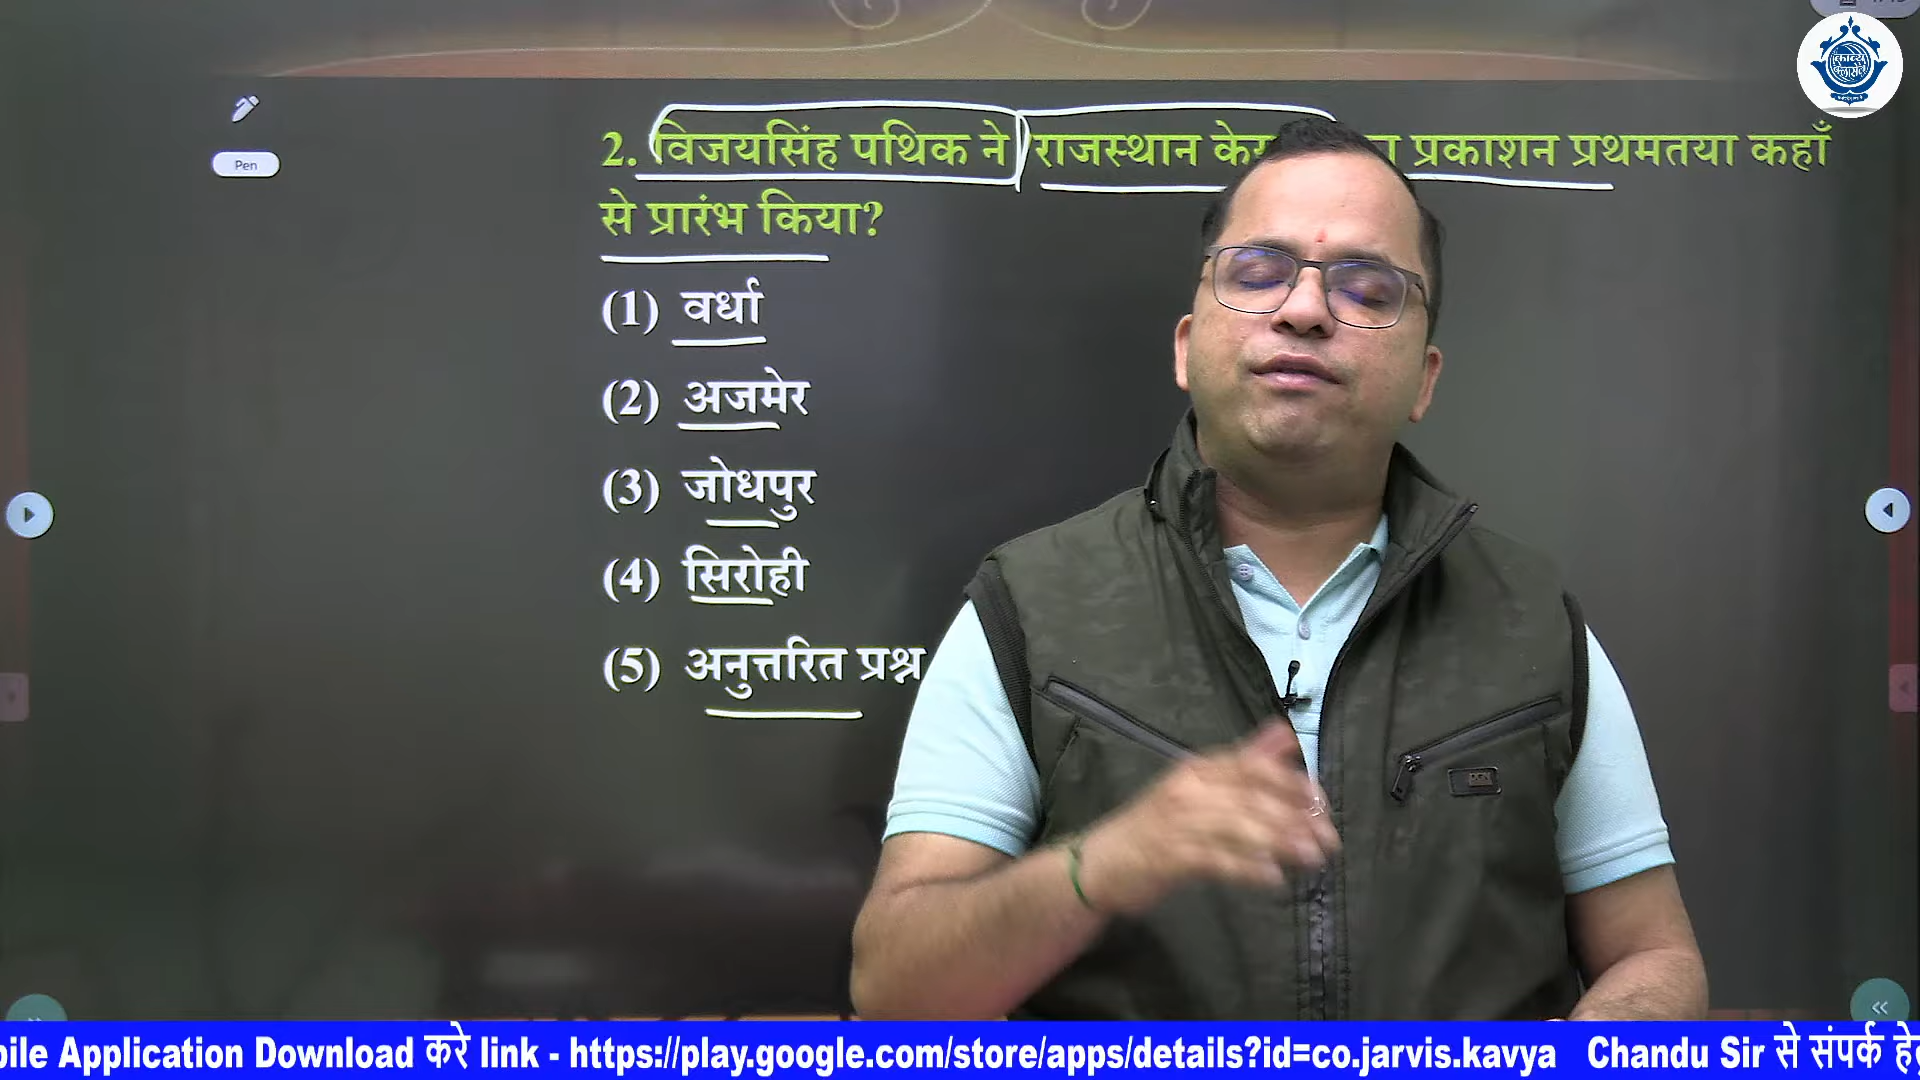 काव्य
क्लासेस
Pen
2. विजयसिंह पथिक ने राजस्थान के प्रकाशन प्रथमतया कहाँ
से प्रारंभ किया?
(1) वर्धा
(2) अजमेर
(3) जोधपुर
(4) सिरोही
(5) अनुत्तरित प्रश्न
Application Download करे link - https://play.google.com/store/apps/details?id=co.jarvis.kavya Chandu Sir से संपर्क